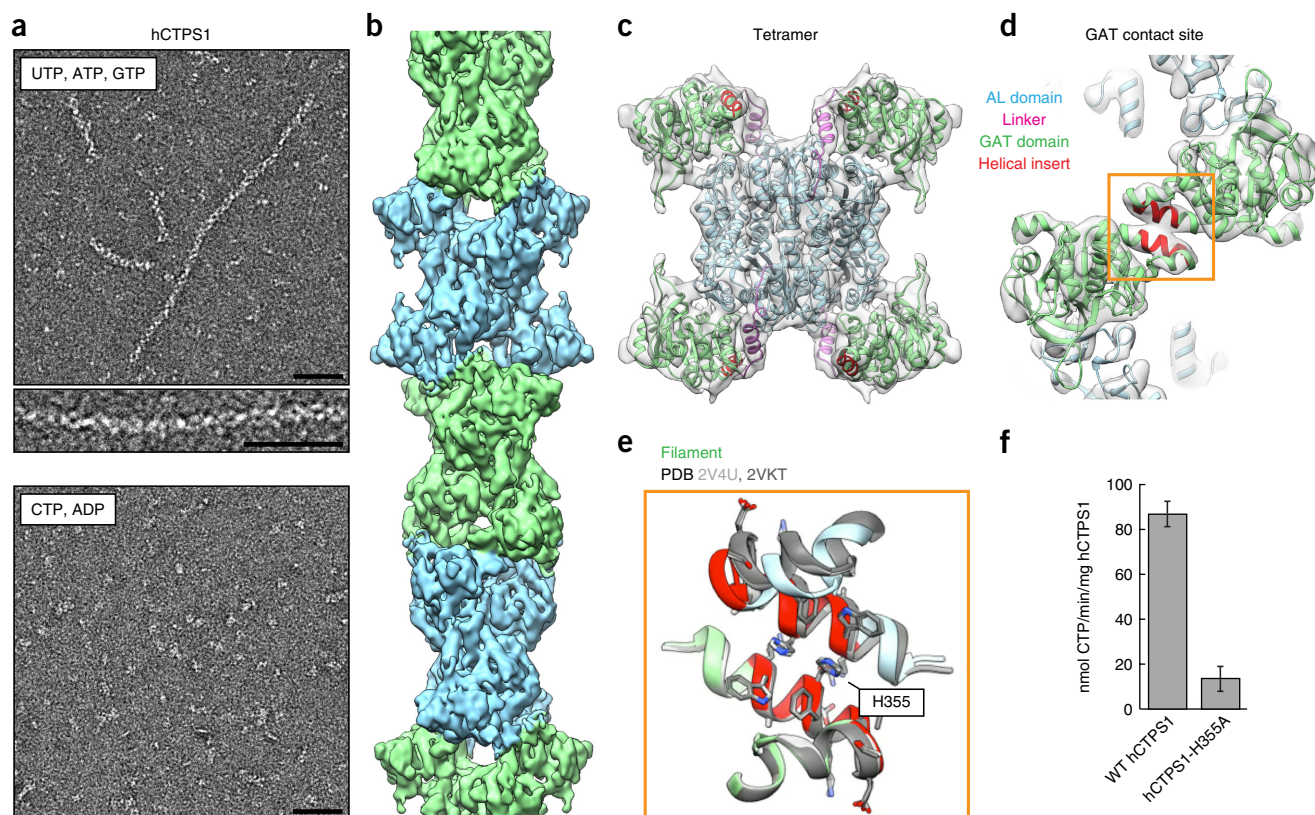 a
hCTPS1
UTP, ATP, GTP
CTP, ADP
b
c
Tetramer
d
GAT contact site
AL domain
Linker
GAT domain
Helical insert
e
Filament
PDB 2V4U, 2VKT
H355
f
nmol CTP/min/mg hCTPS1
100
80
60
40
20
0
WT hCTPS1
hCTPS1-H355A